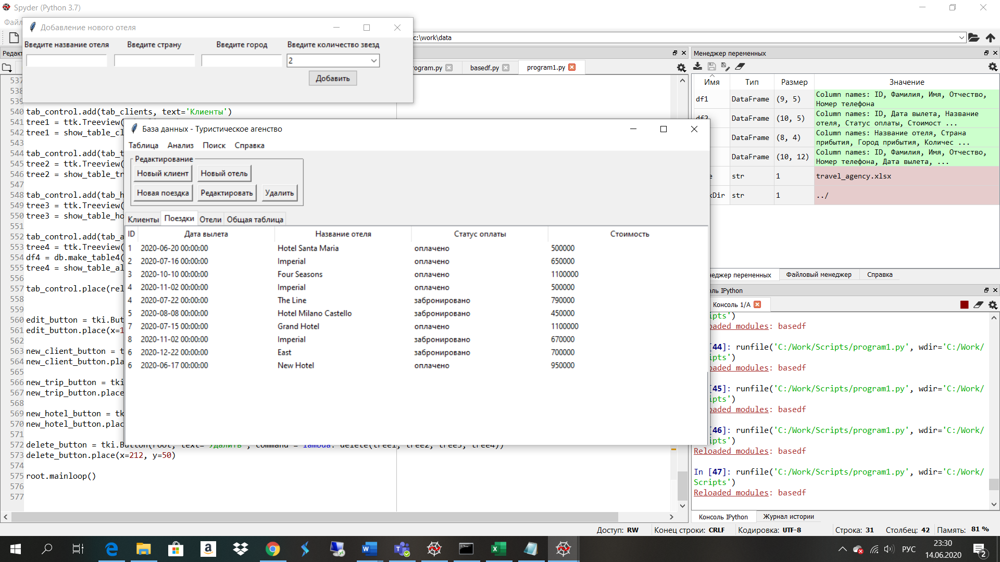 Spyder (Python 3.7)
Файл
Добавление нового отеля
Введите название отеля Введите страну Введите город Введите количество звезд
2
Добавить
c:\work\data
rogram.py basedf.py program1.py
537
538
539
540 tab_control.add(tab_clients, text='Клиенты')
541 tree1 = ttk.Treeview(
542 tree1 = show_table_cl
543
544 tab_control.add(tab_t
545 tree2 = ttk.Treeview(
546 tree2 = show_table_tr
547
548 tab_control.add(tab_h
549 tree3 = ttk.Treeview(
550 tree3 = show_table_ho
551
552 tab_control.add(tab_a
553 tree4 = ttk.Treeview(
554 df4 = db.make_table4(
555 tree4 = show_table_al
556
557 tab_control.place(rel
558
559
560 edit_button = tki.But
561 edit_button.place(x=1
562
563 new_client_button = t
564 new_client_button.pla
565
566 new_trip_button = tki
567 new_trip_button.place
568
569 new_hotel_button = tk
570 new_hotel_button.plac
571
572 delete_button = tki.Button(root, text='Удалить', command = lambda: delete(tree1, tree2, tree3, tree4))
573 delete_button.place(x=212, y=50)
574
575 root.mainloop()
576
577
База данных - Туристическое агенство
Таблица Анализ Поиск Справка
Редактирование
Новый клиент Новый отель
Новая поездка Редактировать Удалить
Клиенты Поездки Отели Общая таблица
ID Дата вылета Название отеля Статус оплаты Стоимость
1 2020-06-20 00:00:00 Hotel Santa Maria оплачено 500000
2 2020-07-16 00:00:00 Imperial оплачено 650000
3 2020-10-10 00:00:00 Four Seasons оплачено 1100000
4 2020-11-02 00:00:00 Imperial оплачено 500000
4 2020-07-22 00:00:00 The Line забронировано 790000
5 2020-08-08 00:00:00 Hotel Milano Castello забронировано 450000
7 2020-07-15 00:00:00 Grand Hotel оплачено 1100000
8 2020-11-02 00:00:00 Imperial забронировано 670000
6 2020-12-22 00:00:00 East забронировано 700000
6 2020-06-17 00:00:00 New Hotel оплачено 950000
Менеджер переменных
Имя Тип Размер Значение
df1 DataFrame (9, 5) Column names: ID, Фамилия, Имя, Отчество,
Номер телефона
df2 DataFrame (10, 5) Column names: ID, Дата вылета, Название
отеля, Статус оплаты, Стоимост ...
DataFrame (8, 4) Column names: Название отеля, Страна
прибытия, Город прибытия, Количес ...
DataFrame (10, 12) Column names: ID, Фамилия, Имя, Отчество,
Номер телефона, Дата вылета, ...
e str 1 travel_agency.xlsx
kDir str 1 ../
неджер переменных Файловый менеджер Справка
ль IPython
Консоль 1/A
ipts')
aded modules: basedf
[44]: runfile('C:/Work/Scripts/program1.py', wdir='C:/Work/
ipts')
aded modules: basedf
[45]: runfile('C:/Work/Scripts/program1.py', wdir='C:/Work/
ipts')
aded modules: basedf
[46]: runfile('C:/Work/Scripts/program1.py', wdir='C:/Work/
ipts')
Reloaded modules: basedf
In [47]: runfile('C:/Work/Scripts/program1.py', wdir='C:/Work/
Scripts')
Reloaded modules: basedf
Консоль IPython Журнал истории
Доступ: RW Конец строки: CRLF Кодировка: UTF-8 Строка: 31 Столбец: 42 Память: 81 %
РУС
23:30
14.06.2020
2